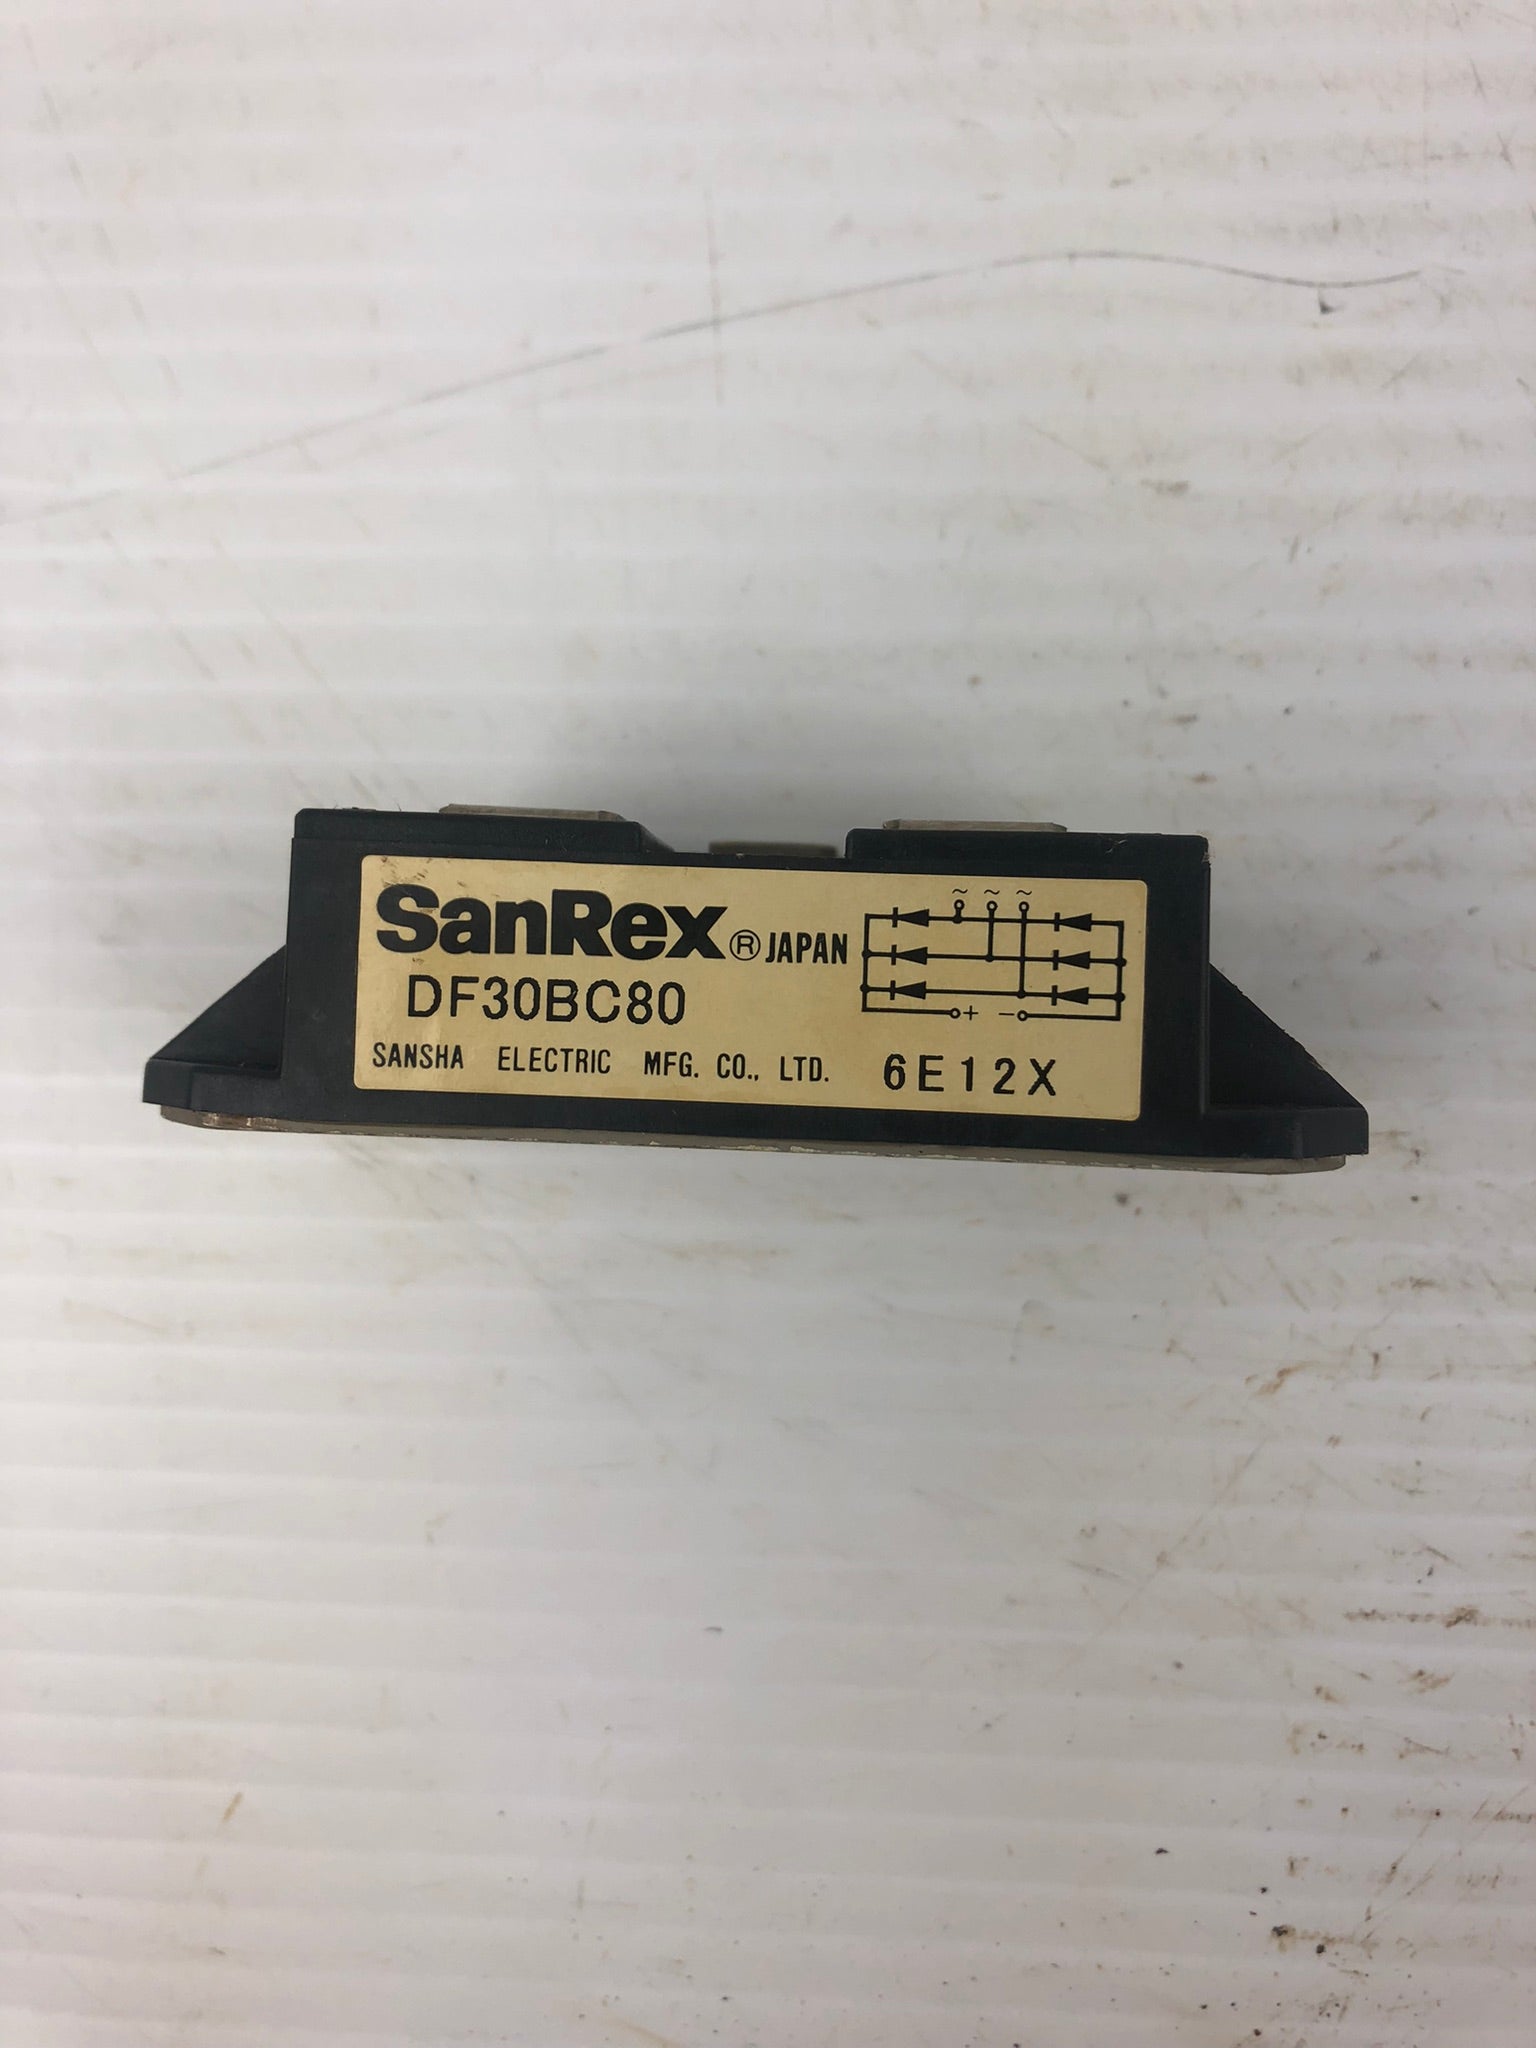 SanRex® JAPAN
DF30BC80
SANSHA ELECTRIC MFG. CO., LTD. 6E12X
~ ~ ~
+ −